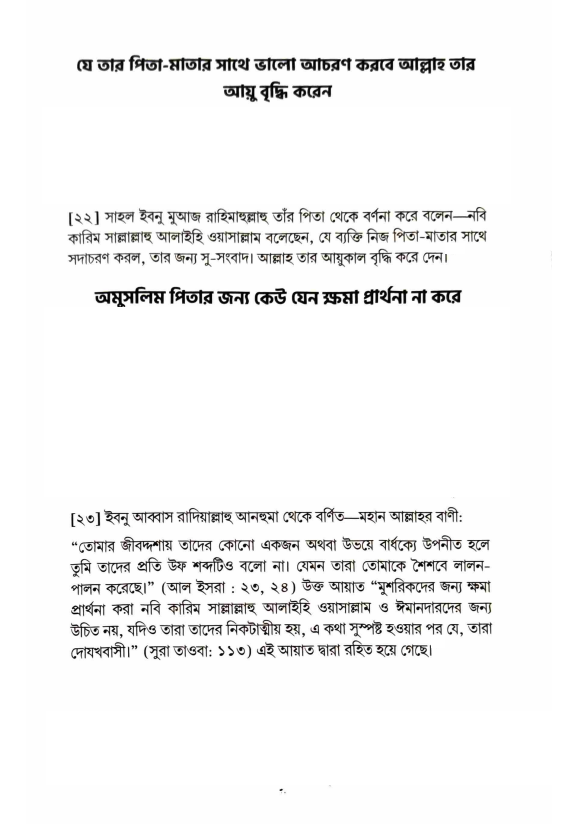 যে তার পিতা-মাতার সাথে ভালো আচরণ করবে আল্লাহ তার
আয়ু বৃদ্ধি করেন
[২২] সাহল ইবনু মুআজ রাহিমাহুল্লাহু তাঁর পিতা থেকে বর্ণনা করে বলেন—নবি
কারিম সাল্লাল্লাহু আলাইহি ওয়াসাল্লাম বলেছেন, যে ব্যক্তি নিজ পিতা-মাতার সাথে
সদাচরণ করল, তার জন্য সু-সংবাদ। আল্লাহ তার আয়ুকাল বৃদ্ধি করে দেন।
অমুসলিম পিতার জন্য কেউ যেন ক্ষমা প্রার্থনা না করে
[২৩] ইবনু আব্বাস রাদিয়াল্লাহু আনহুমা থেকে বর্ণিত—মহান আল্লাহর বাণী:
“তোমার জীবদ্দশায় তাদের কোনো একজন অথবা উভয়ে বার্ধক্যে উপনীত হলে
তুমি তাদের প্রতি উফ শব্দটিও বলো না। যেমন তারা তোমাকে শৈশবে লালন-
পালন করেছে।” (আল ইসরা : ২৩, ২৪) উক্ত আয়াত “মুশরিকদের জন্য ক্ষমা
প্রার্থনা করা নবি কারিম সাল্লাল্লাহু আলাইহি ওয়াসাল্লাম ও ঈমানদারদের জন্য
উচিত নয়, যদিও তারা তাদের নিকটাত্মীয় হয়, এ কথা সুস্পষ্ট হওয়ার পর যে, তারা
দোযখবাসী।” (সুরা তাওবা: ১১৩) এই আয়াত দ্বারা রহিত হয়ে গেছে।